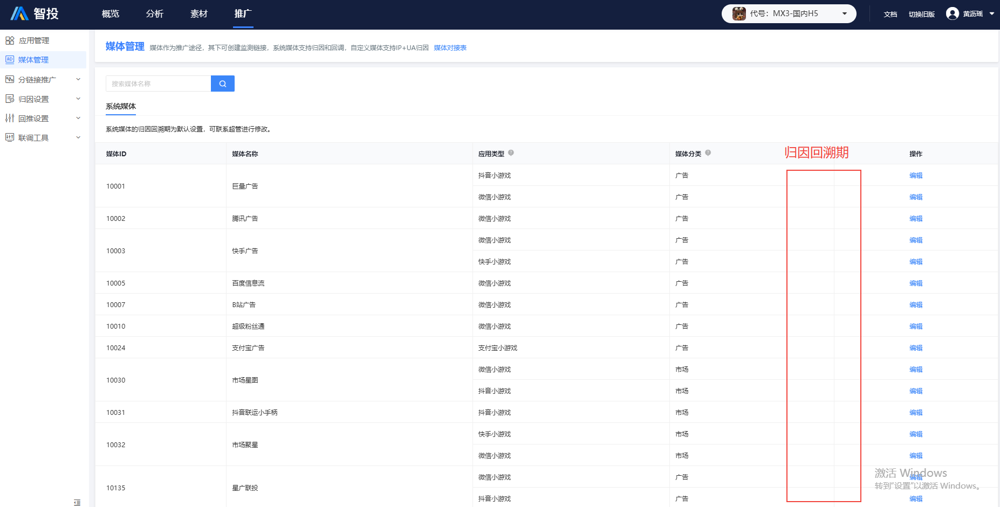 智投
概览
分析
素材
推广
代号：MX3-国内H5
文档
切换旧版
黄沥瑶
应用管理
媒体管理
分链接推广
归因设置
回推设置
联调工具
媒体管理 媒体作为推广途径，其下可创建监测链接，系统媒体支持归因和回调，自定义媒体支持IP+UA归因 媒体对接表
搜索媒体名称
系统媒体
系统媒体的归因回溯期为默认设置，可联系超管进行修改。
媒体ID 媒体名称 应用类型 媒体分类 归因回溯期 操作
10001 巨量广告 抖音小游戏 广告 编辑
微信小游戏 广告 编辑
10002 腾讯广告 微信小游戏 广告 编辑
10003 快手广告 微信小游戏 广告 编辑
快手小游戏 广告 编辑
10005 百度信息流 微信小游戏 广告 编辑
10007 B站广告 微信小游戏 广告 编辑
10010 超级粉丝通 微信小游戏 广告 编辑
10024 支付宝广告 支付宝小游戏 广告 编辑
10030 市场星图 微信小游戏 市场 编辑
抖音小游戏 市场 编辑
10031 抖音联运小手柄 抖音小游戏 市场 编辑
10032 市场聚星 快手小游戏 市场 编辑
微信小游戏 市场 编辑
10135 星广联投 微信小游戏 广告 编辑
抖音小游戏 广告 编辑
激活 Windows
转到"设置"以激活 Windows。